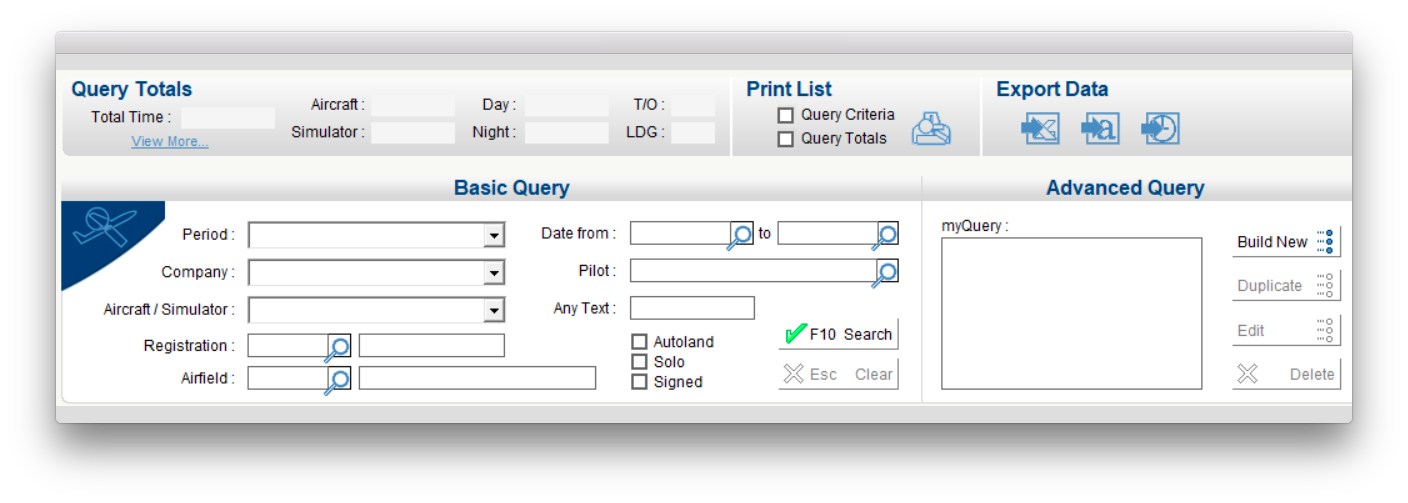 Query Totals
Total Time :
View More...
Aircraft :
Simulator :
Day :
Night :
T/O :
LDG :
Print List
Query Criteria
Query Totals
Export Data
a
Basic Query
Advanced Query
Period :
Company :
Aircraft / Simulator :
Registration :
Airfield :
Date from :
to
Pilot :
Any Text :
Autoland
Solo
Signed
F10 Search
Esc Clear
myQuery :
Build New
Duplicate
Edit
Delete